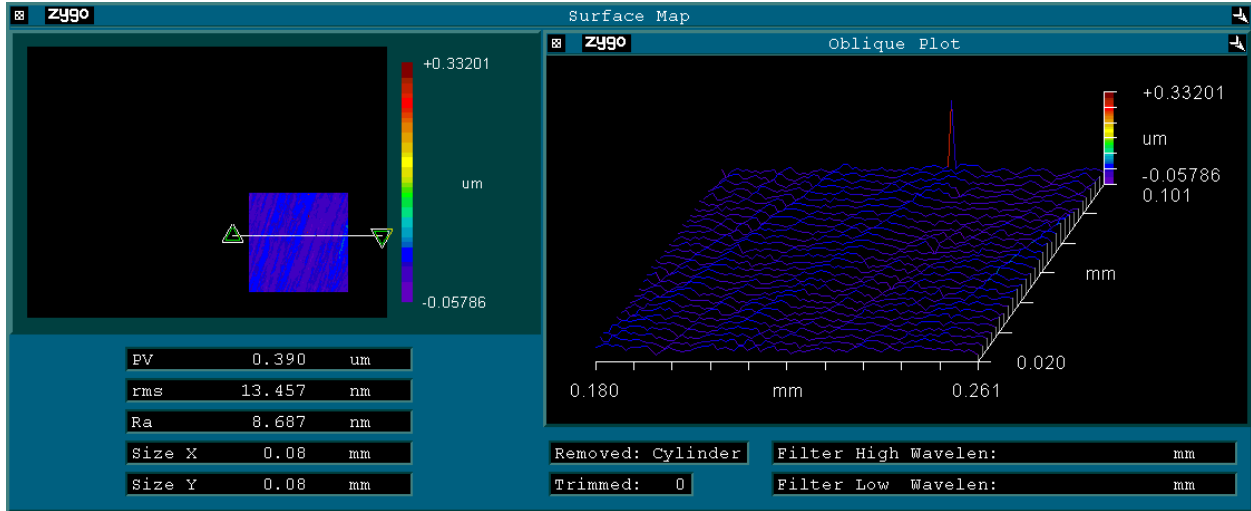 zygo Surface Map
+0.33201
um
-0.05786
zygo Oblique Plot
+0.33201
um
-0.05786
0.101
mm
0.020
0.180 mm 0.261
PV 0.390 um
rms 13.457 nm
Ra 8.687 nm
Size X 0.08 mm
Size Y 0.08 mm
Removed: Cylinder
Trimmed: 0
Filter High Wavelen: mm
Filter Low Wavelen: mm